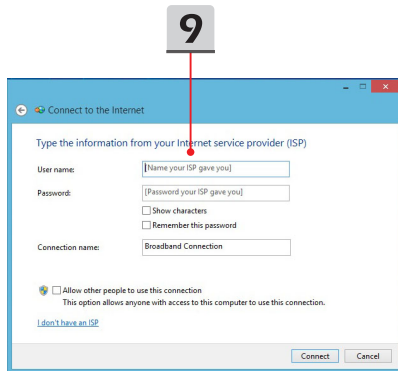 9
Connect to the Internet
Type the information from your Internet service provider (ISP)
User name: [Name your ISP gave you]
Password: [Password your ISP gave you]
Show characters
Remember this password
Connection name: Broadband Connection
Allow other people to use this connection
This option allows anyone with access to this computer to use this connection.
I don't have an ISP
Connect Cancel